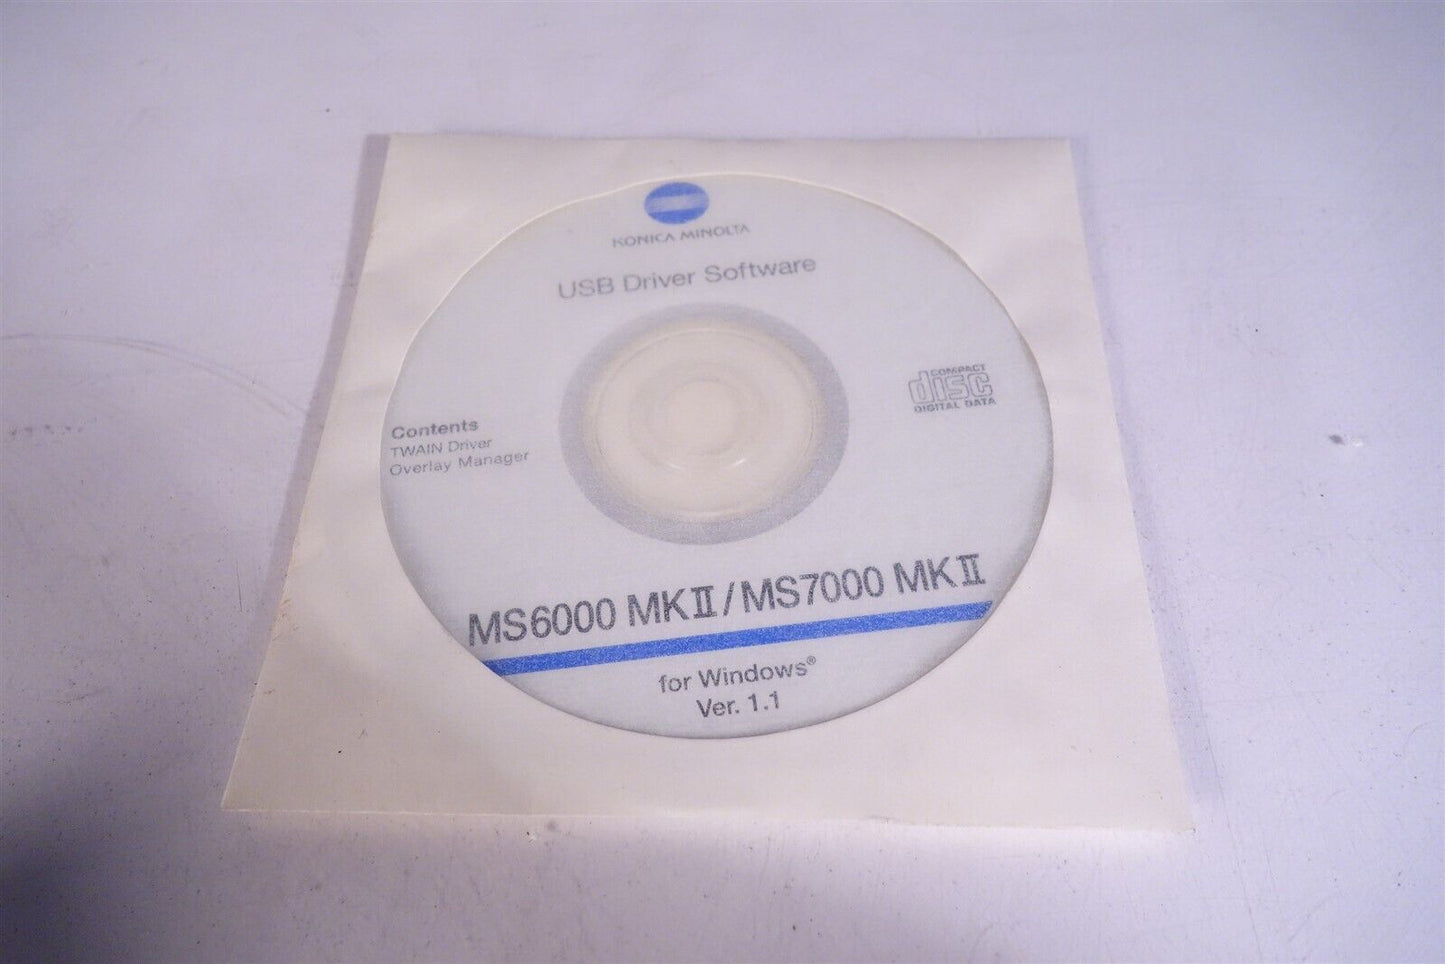 KONICA MINOLTA
USB Driver Software
COMPACT
disc
DIGITAL DATA
Contents
TWAIN Driver
Overlay Manager
MS6000 MKⅡ/MS7000 MKⅡ
for Windows®
Ver. 1.1